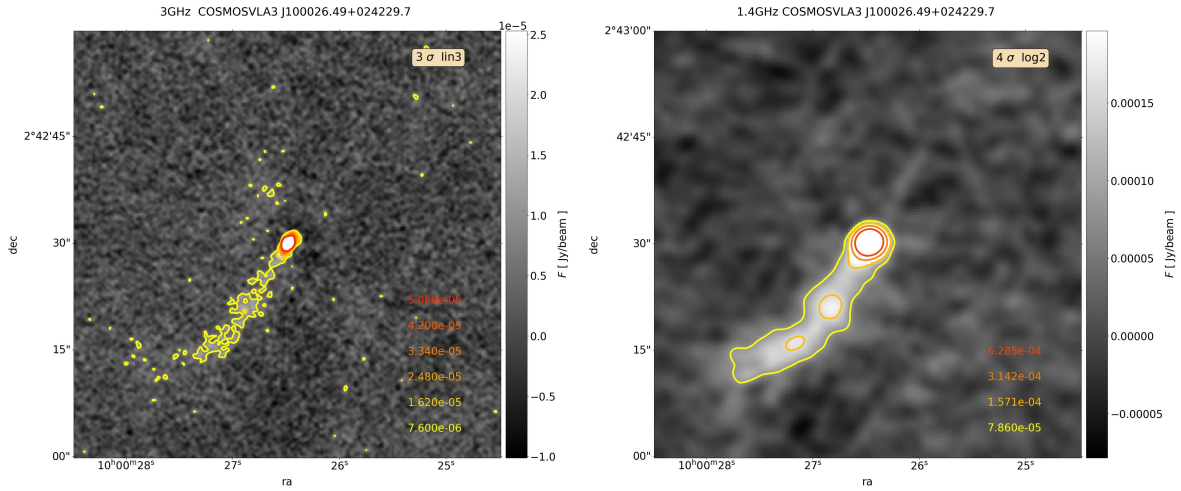 3GHz  COSMOSVLA3 J100026.49+024229.7
1e−5
3 σ  lin3
2.5
2.0
1.5
1.0
0.5
0.0
−0.5
−1.0
F [ Jy/beam ]
2°42'45"
30"
15"
00"
dec
5.060e-05
4.200e-05
3.340e-05
2.480e-05
1.620e-05
7.600e-06
10ʰ00ᵐ28ˢ
27ˢ
26ˢ
25ˢ
ra
1.4GHz COSMOSVLA3 J100026.49+024229.7
4 σ  log2
2°43'00"
42'45"
30"
15"
00"
dec
6.285e-04
3.142e-04
1.571e-04
7.860e-05
10ʰ00ᵐ28ˢ
27ˢ
26ˢ
25ˢ
ra
0.00015
0.00010
0.00005
0.00000
−0.00005
F [ Jy/beam ]